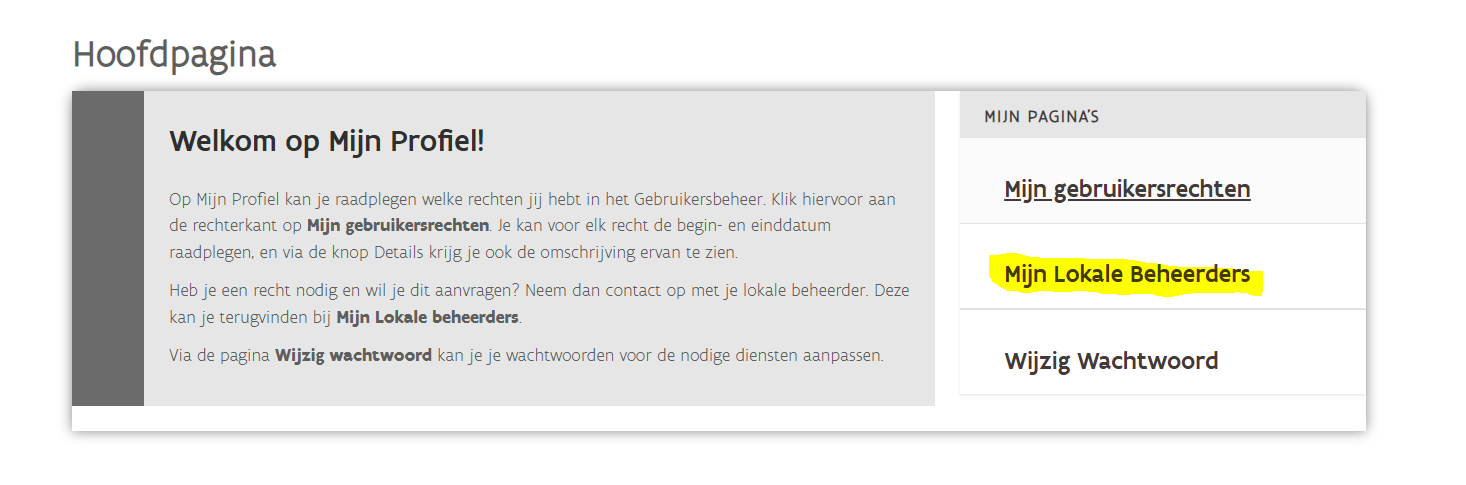 Hoofdpagina
Welkom op Mijn Profiel!
Op Mijn Profiel kan je raadplegen welke rechten jij hebt in het Gebruikersbeheer. Klik hiervoor aan
de rechterkant op Mijn gebruikersrechten. Je kan voor elk recht de begin- en einddatum
raadplegen, en via de knop Details krijg je ook de omschrijving ervan te zien.
Heb je een recht nodig en wil je dit aanvragen? Neem dan contact op met je lokale beheerder. Deze
kan je terugvinden bij Mijn Lokale beheerders.
Via de pagina Wijzig wachtwoord kan je je wachtwoorden voor de nodige diensten aanpassen.
MIJN PAGINA'S
Mijn gebruikersrechten
Mijn Lokale Beheerders
Wijzig Wachtwoord